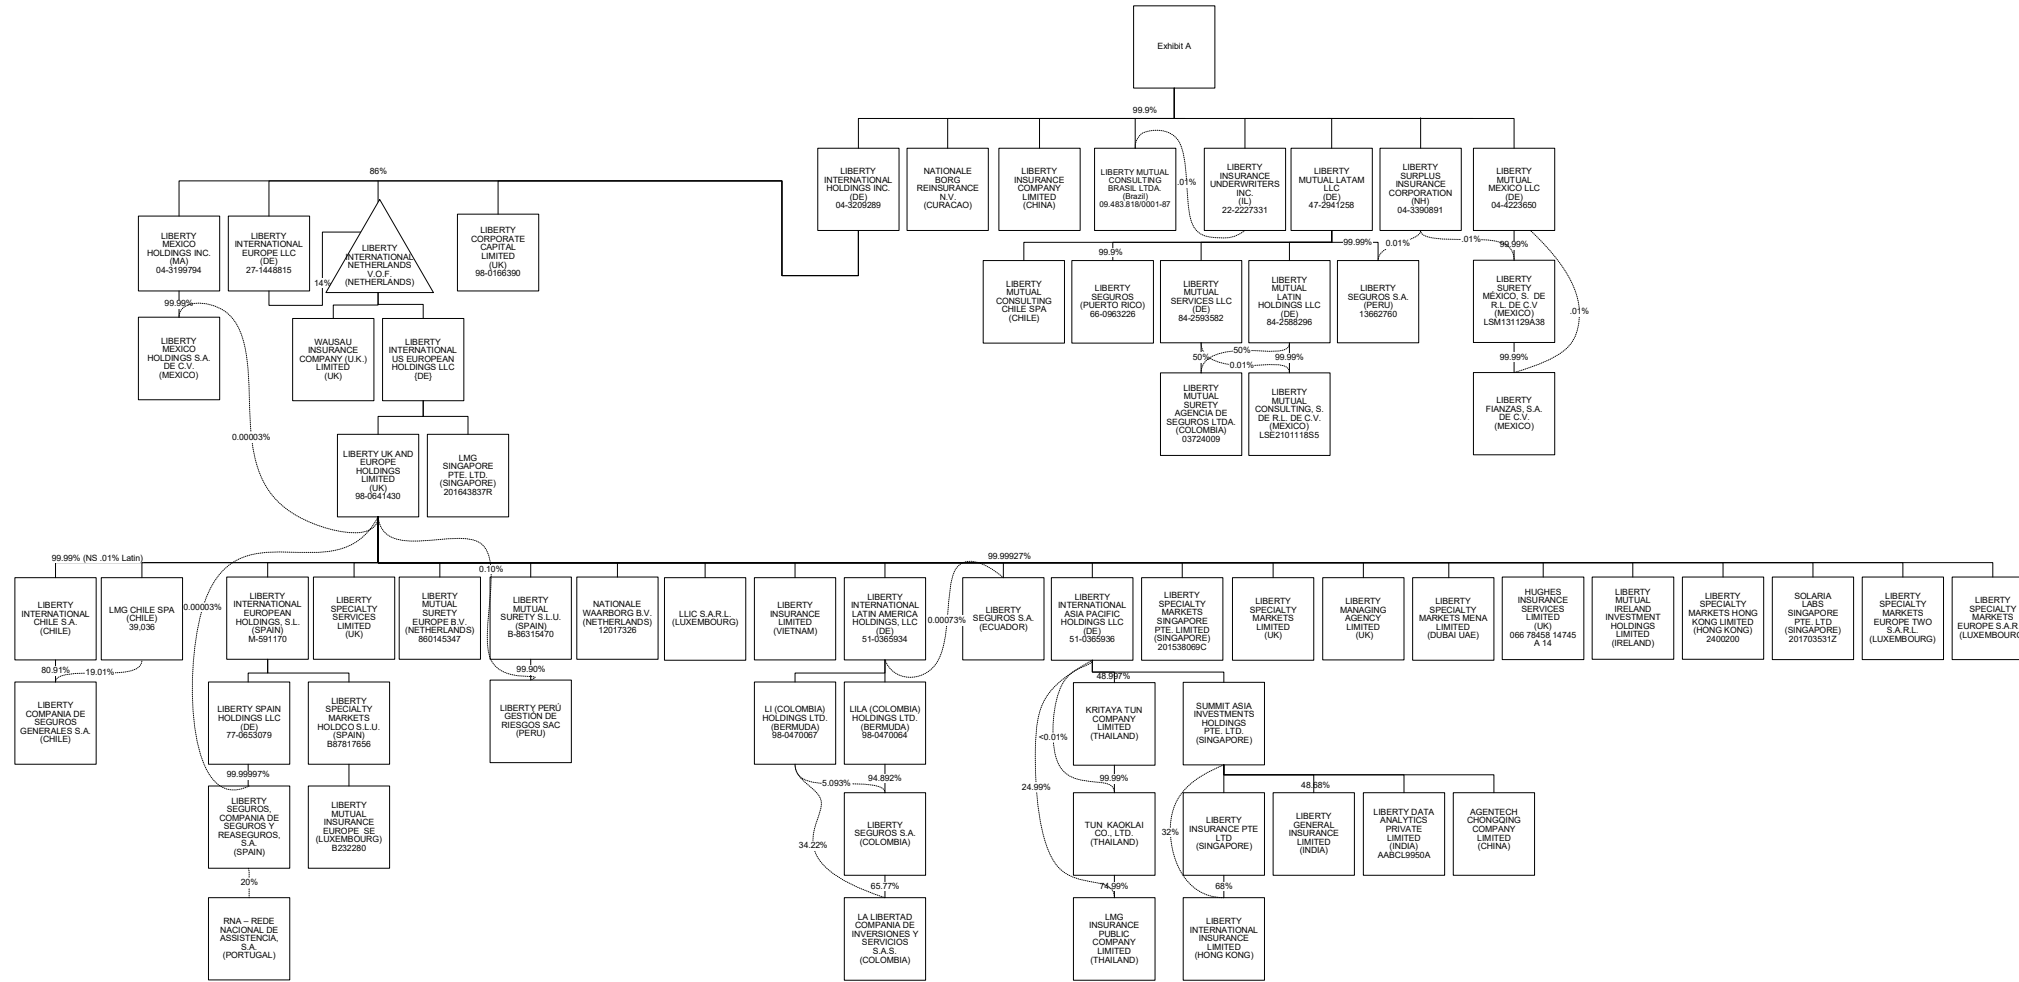 Exhibit A
99.9%
LIBERTY
INTERNATIONAL
HOLDINGS INC.
(DE)
04-3209289
NATIONALE
BORG
REINSURANCE
N.V.
(CURACAO)
LIBERTY
INSURANCE
COMPANY
LIMITED
(CHINA)
LIBERTY MUTUAL
CONSULTING
BRASIL LTDA.
(Brazil)
09.483.818/0001-87
.01%
LIBERTY
INSURANCE
UNDERWRITERS
INC.
(IL)
22-2227331
LIBERTY
MUTUAL LATAM
LLC
(DE)
47-2941258
LIBERTY
SURPLUS
INSURANCE
CORPORATION
(NH)
04-3390891
LIBERTY
MUTUAL
MEXICO LLC
(DE)
04-4223650
86%
LIBERTY
MEXICO
HOLDINGS INC.
(MA)
04-3199794
LIBERTY
INTERNATIONAL
EUROPE LLC
(DE)
27-1448815
14%
LIBERTY
INTERNATIONAL
NETHERLANDS
V.O.F.
(NETHERLANDS)
LIBERTY
CORPORATE
CAPITAL
LIMITED
(UK)
98-0166390
99.9%
99.99%
0.01%
.01%
99.99%
LIBERTY
MUTUAL
CONSULTING
CHILE SPA
(CHILE)
LIBERTY
SEGUROS
(PUERTO RICO)
66-0963226
LIBERTY
MUTUAL
SERVICES LLC
(DE)
84-2593582
LIBERTY
MUTUAL
LATIN
HOLDINGS LLC
(DE)
84-2588296
LIBERTY
SEGUROS S.A.
(PERU)
13662760
LIBERTY
SURETY
MÉXICO, S. DE
R.L. DE C.V
(MEXICO)
LSM131129A38
.01%
99.99%
LIBERTY
MEXICO
HOLDINGS S.A.
DE C.V.
(MEXICO)
WAUSAU
INSURANCE
COMPANY (U.K.)
LIMITED
(UK)
LIBERTY
INTERNATIONAL
US EUROPEAN
HOLDINGS LLC
(DE)
50%
50%
0.01%
99.99%
99.99%
LIBERTY
MUTUAL
SURETY
AGENCIA DE
SEGUROS LTDA.
(COLOMBIA)
03724009
LIBERTY
MUTUAL
CONSULTING, S.
DE R.L. DE C.V.
(MEXICO)
LSE2101118S5
LIBERTY
FIANZAS, S.A.
DE C.V.
(MEXICO)
0.00003%
LIBERTY UK AND
EUROPE
HOLDINGS
LIMITED
(UK)
98-0641430
LMG
SINGAPORE
PTE. LTD.
(SINGAPORE)
201643837R
99.99% (NS .01% Latin)
0.10%
99.99927%
LIBERTY
INTERNATIONAL
CHILE S.A.
(CHILE)
LMG CHILE SPA
(CHILE)
39,036
0.00003%
LIBERTY
INTERNATIONAL
EUROPEAN
HOLDINGS, S.L.
(SPAIN)
M-591170
LIBERTY
SPECIALTY
SERVICES
LIMITED
(UK)
LIBERTY
MUTUAL
SURETY
EUROPE B.V.
(NETHERLANDS)
860145347
LIBERTY
MUTUAL
SURETY S.L.U.
(SPAIN)
B-86315470
NATIONALE
WAARBORG B.V.
(NETHERLANDS)
12017326
LLIC S.A.R.L.
(LUXEMBOURG)
LIBERTY
INSURANCE
LIMITED
(VIETNAM)
LIBERTY
INTERNATIONAL
LATIN AMERICA
HOLDINGS, LLC
(DE)
51-0365934
0.00073%
LIBERTY
SEGUROS S.A.
(ECUADOR)
LIBERTY
INTERNATIONAL
ASIA PACIFIC
HOLDINGS LLC
(DE)
51-0365936
LIBERTY
SPECIALTY
MARKETS
SINGAPORE
PTE. LIMITED
(SINGAPORE)
201538069C
LIBERTY
SPECIALTY
MARKETS
LIMITED
(UK)
LIBERTY
MANAGING
AGENCY
LIMITED
(UK)
LIBERTY
SPECIALTY
MARKETS MENA
LIMITED
(DUBAI UAE)
HUGHES
INSURANCE
SERVICES
LIMITED
(UK)
066 78458 14745
A 14
LIBERTY
MUTUAL
IRELAND
INVESTMENT
HOLDINGS
LIMITED
(IRELAND)
LIBERTY
SPECIALTY
MARKETS HONG
KONG LIMITED
(HONG KONG)
2400200
SOLARIA
LABS
SINGAPORE
PTE. LTD
(SINGAPORE)
201703531Z
LIBERTY
SPECIALTY
MARKETS
EUROPE TWO
S.A.R.L.
(LUXEMBOURG)
LIBERTY
SPECIALTY
MARKETS
EUROPE S.A.R
(LUXEMBOURG
80.91%
19.01%
99.90%
48.997%
LIBERTY
COMPANIA DE
SEGUROS
GENERALES S.A.
(CHILE)
LIBERTY SPAIN
HOLDINGS LLC
(DE)
77-0653079
LIBERTY
SPECIALTY
MARKETS
HOLDCO S.L.U.
(SPAIN)
B87817656
LIBERTY PERÚ
GESTIÓN DE
RIESGOS SAC
(PERU)
LI (COLOMBIA)
HOLDINGS LTD.
(BERMUDA)
98-0470067
LILA (COLOMBIA)
HOLDINGS LTD.
(BERMUDA)
98-0470064
<0.01%
KRITAYA TUN
COMPANY
LIMITED
(THAILAND)
SUMMIT ASIA
INVESTMENTS
HOLDINGS
PTE. LTD.
(SINGAPORE)
99.99997%
5.093%
94.892%
24.99%
99.99%
48.68%
LIBERTY
SEGUROS,
COMPANIA DE
SEGUROS Y
REASEGUROS,
S.A.
(SPAIN)
LIBERTY
MUTUAL
INSURANCE
EUROPE SE
(LUXEMBOURG)
B232280
34.22%
LIBERTY
SEGUROS S.A.
(COLOMBIA)
TUN KAOKLAI
CO., LTD.
(THAILAND)
32%
LIBERTY
INSURANCE PTE
LTD
(SINGAPORE)
LIBERTY
GENERAL
INSURANCE
LIMITED
(INDIA)
LIBERTY DATA
ANALYTICS
PRIVATE
LIMITED
(INDIA)
AABCL9950A
AGENTECH
CHONGQING
COMPANY
LIMITED
(CHINA)
20%
65.77%
74.99%
68%
RNA – REDE
NACIONAL DE
ASSISTENCIA,
S.A.
(PORTUGAL)
LA LIBERTAD
COMPANIA DE
INVERSIONES Y
SERVICIOS
S.A.S.
(COLOMBIA)
LMG
INSURANCE
PUBLIC
COMPANY
LIMITED
(THAILAND)
LIBERTY
INTERNATIONAL
INSURANCE
LIMITED
(HONG KONG)